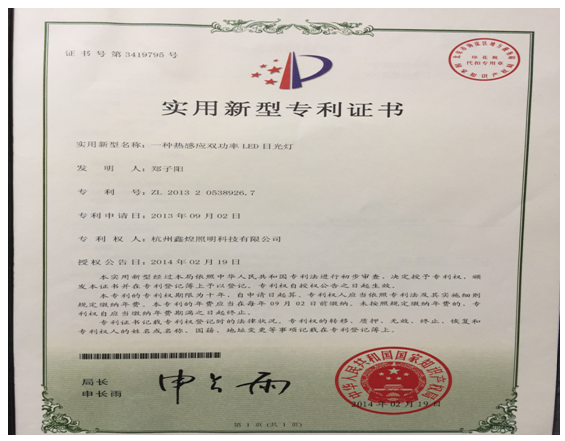 证书号第3419795号
实用新型专利证书
实用新型名称：一种热感应双功率LED日光灯
发明人：郑子阳
专利号：ZL 2013 2 0538926.7
专利申请日：2013年09月02日
专利权人：杭州鑫煌照明科技有限公司
授权公告日：2014年02月19日
本实用新型经过本局依照中华人民共和国专利法进行初步审查，决定授予专利权，颁
发本证书并在专利登记簿上予以登记。专利权自授权公告之日起生效。
本专利的专利权期限为十年，自申请日起算。专利权人应当依照专利法及其实施细则
规定缴纳年费。本专利的年费应当在每年09月02日前缴纳。未按照规定缴纳年费的，专
利权自应当缴纳年费期满之日起终止。
专利证书记载专利权登记时的法律状况。专利权的转移、质押、无效、终止、恢复和
专利权人的姓名或名称、国籍、地址变更等事项记载在专利登记簿上。
局长
申长雨
申长雨
中华人民共和国国家知识产权局
2014年02月19日
第1页(共1页)